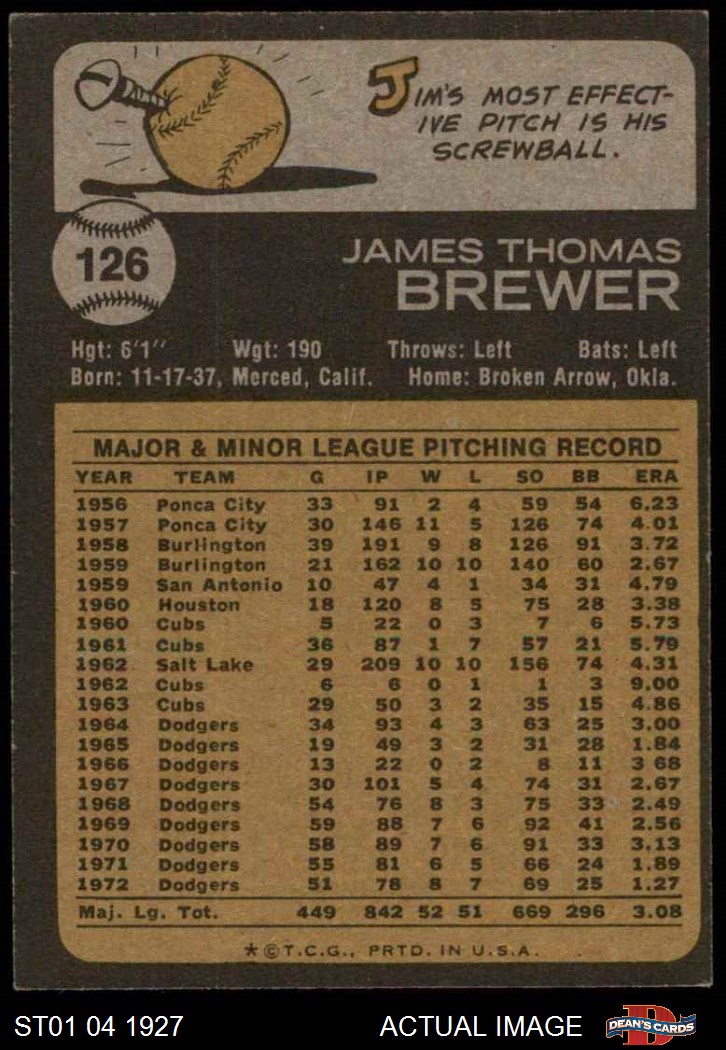 JIM'S MOST EFFECT-
IVE PITCH IS HIS
SCREWBALL.
126
JAMES THOMAS
BREWER
Hgt: 6'1" Wgt: 190 Throws: Left Bats: Left
Born: 11-17-37, Merced, Calif. Home: Broken Arrow, Okla.
MAJOR & MINOR LEAGUE PITCHING RECORD
YEAR TEAM G IP W L SO BB ERA
1956 Ponca City 33 91 2 4 59 54 6.23
1957 Ponca City 30 146 11 5 126 74 4.01
1958 Burlington 39 191 9 8 126 91 3.72
1959 Burlington 21 162 10 10 140 60 2.67
1959 San Antonio 10 47 4 1 34 31 4.79
1960 Houston 18 120 8 5 75 28 3.38
1960 Cubs 5 22 0 3 7 6 5.73
1961 Cubs 36 87 1 7 57 21 5.79
1962 Salt Lake 29 209 10 10 156 74 4.31
1962 Cubs 6 6 0 1 1 3 9.00
1963 Cubs 29 50 3 2 35 15 4.86
1964 Dodgers 34 93 4 3 63 25 3.00
1965 Dodgers 19 49 3 2 31 28 1.84
1966 Dodgers 13 22 0 2 8 11 3 68
1967 Dodgers 30 101 5 4 74 31 2.67
1968 Dodgers 54 76 8 3 75 33 2.49
1969 Dodgers 59 88 7 6 92 41 2.56
1970 Dodgers 58 89 7 6 91 33 3.13
1971 Dodgers 55 81 6 5 66 24 1.89
1972 Dodgers 51 78 8 7 69 25 1.27
Maj. Lg. Tot. 449 842 52 51 669 296 3.08
*©T.C.G., PRTD. IN U.S.A.
ST01 04 1927 ACTUAL IMAGE D DEAN'S CARDS